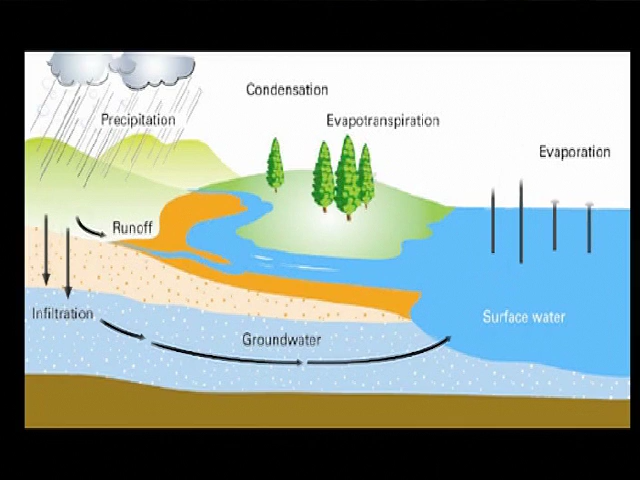 Condensation
Precipitation
Evapotranspiration
Evaporation
Runoff
Infiltration
Surface water
Groundwater